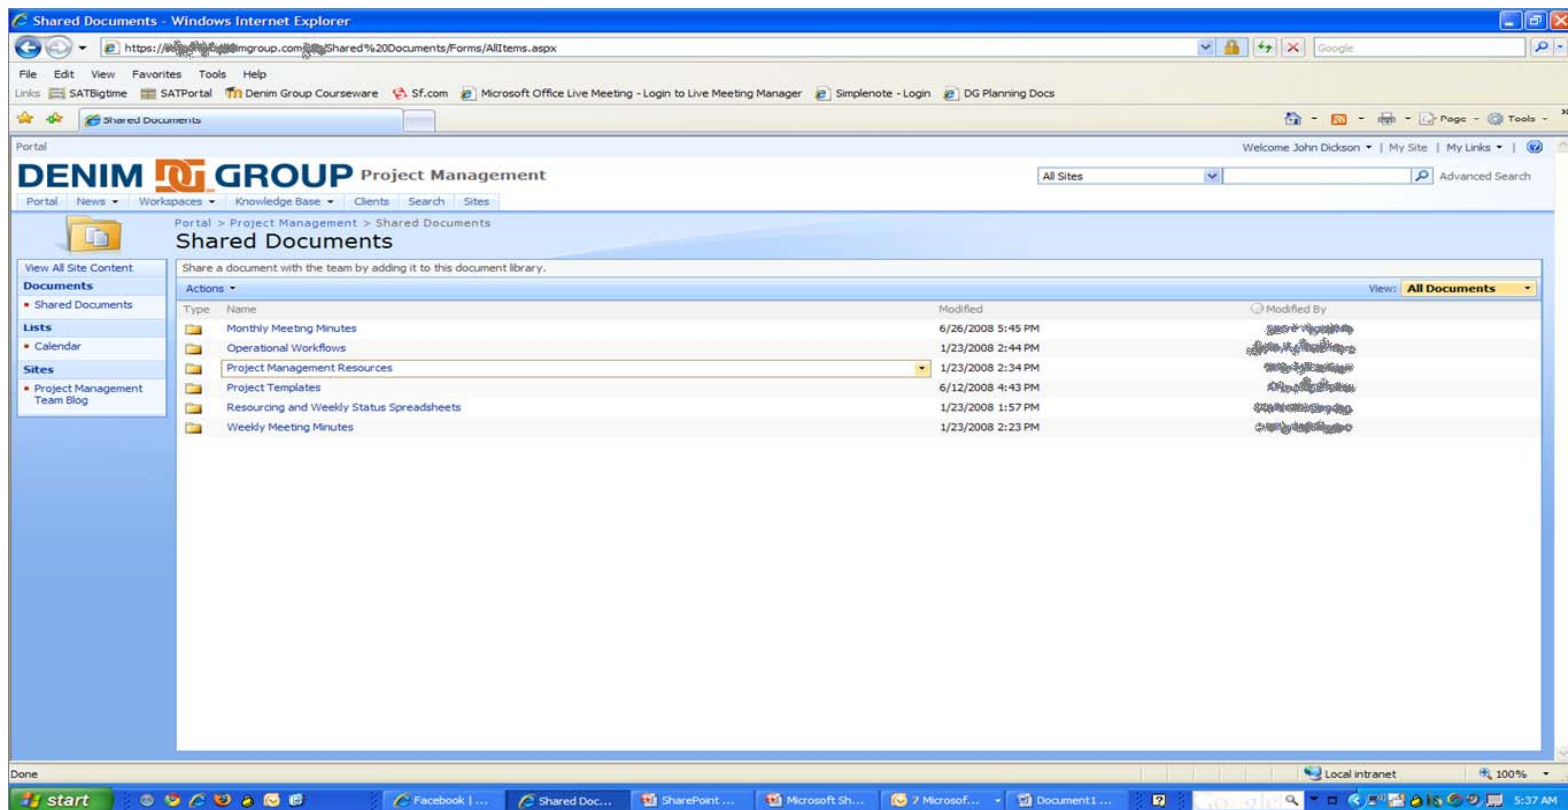 Shared Documents - Windows Internet Explorer
https:// mgroup.com Shared%20Documents/Forms/AllItems.aspx
Google
File Edit View Favorites Tools Help
Links SATBigtime SATPortal Denim Group Courseware Sf.com Microsoft Office Live Meeting - Login to Live Meeting Manager Simplenote - Login DG Planning Docs
Shared Documents Page Tools
Portal Welcome John Dickson My Site | My Links |
DENIM DG GROUP Project Management All Sites Advanced Search
Portal News Workspaces Knowledge Base Clients Search Sites
Portal > Project Management > Shared Documents
Shared Documents
View All Site Content
Documents
Shared Documents
Lists
Calendar
Sites
Project Management
Team Blog
Share a document with the team by adding it to this document library.
Actions View: All Documents
Type Name Modified Modified By
Monthly Meeting Minutes 6/26/2008 5:45 PM
Operational Workflows 1/23/2008 2:44 PM
Project Management Resources 1/23/2008 2:34 PM
Project Templates 6/12/2008 4:43 PM
Resourcing and Weekly Status Spreadsheets 1/23/2008 1:57 PM
Weekly Meeting Minutes 1/23/2008 2:23 PM
Done Local intranet 100%
start Facebook | ... Shared Doc... SharePoint ... Microsoft Sh... 7 Microsof... Document1 ... 5:37 AM